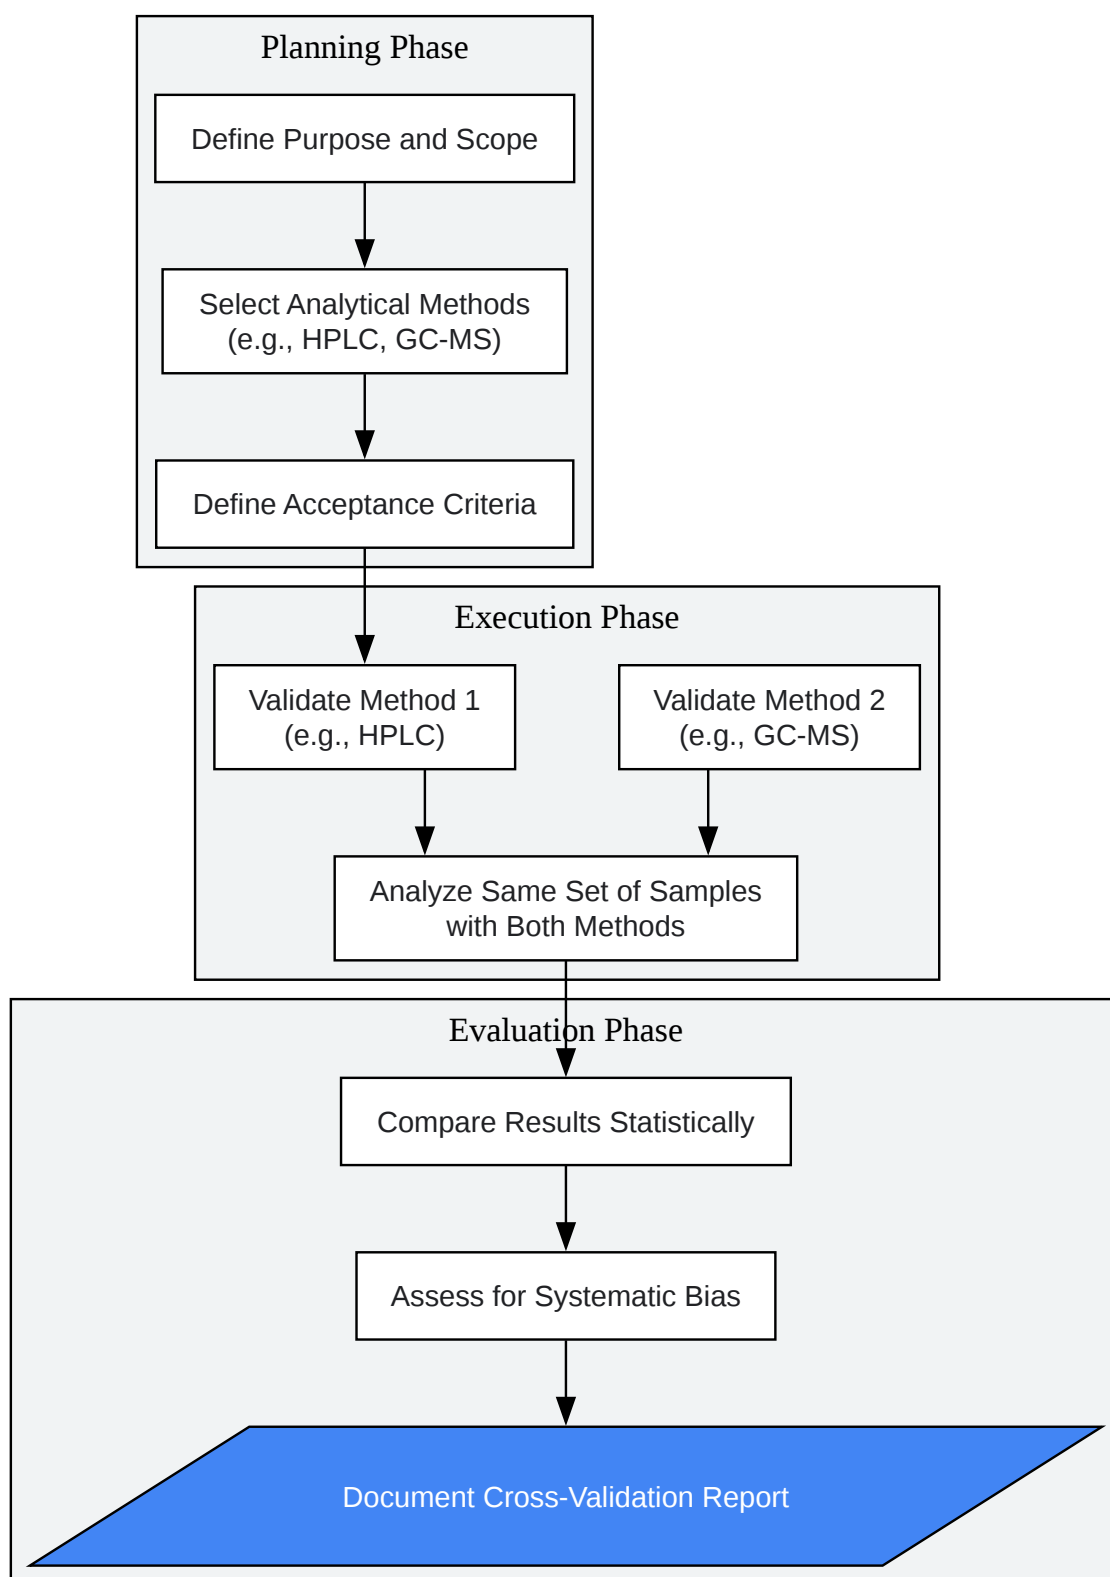 Planning Phase
Define Purpose and Scope
Select Analytical Methods
(e.g., HPLC, GC-MS)
Define Acceptance Criteria
Execution Phase
Validate Method 1
(e.g., HPLC)
Validate Method 2
(e.g., GC-MS)
Analyze Same Set of Samples
with Both Methods
Evaluation Phase
Compare Results Statistically
Assess for Systematic Bias
Document Cross-Validation Report